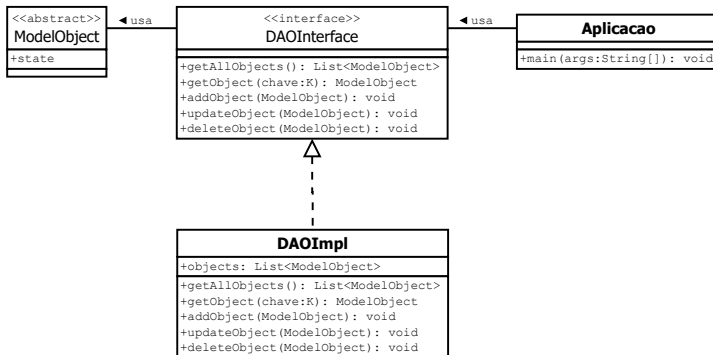 <<abstract>>
ModelObject
+state
◄ usa
<<interface>>
DAOInterface
+getAllObjects(): List<ModelObject>
+getObject(chave:K): ModelObject
+addObject(ModelObject): void
+updateObject(ModelObject): void
+deleteObject(ModelObject): void
◄ usa
Aplicacao
+main(args:String[]): void
DAOImpl
+objects: List<ModelObject>
+getAllObjects(): List<ModelObject>
+getObject(chave:K): ModelObject
+addObject(ModelObject): void
+updateObject(ModelObject): void
+deleteObject(ModelObject): void